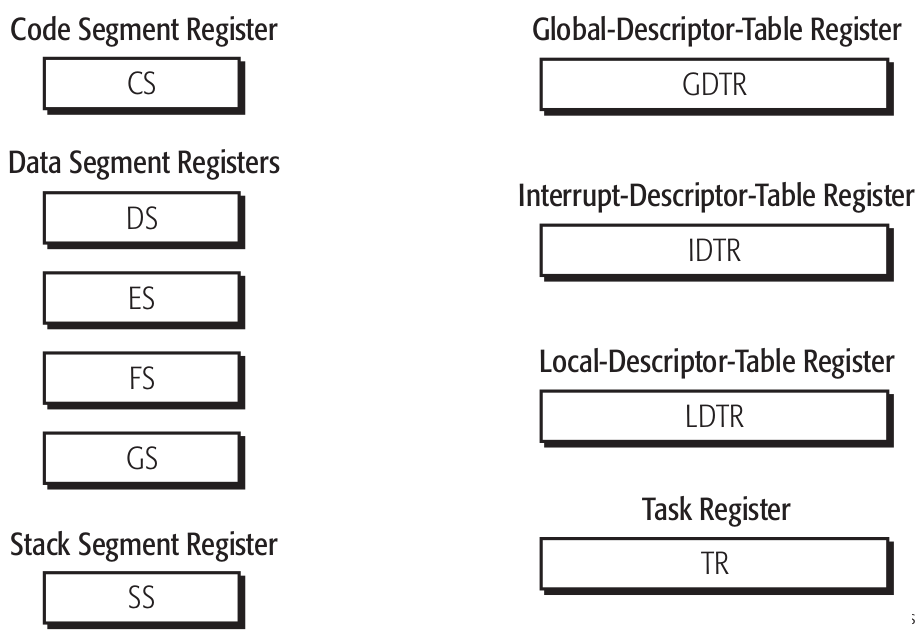 Code Segment Register
CS
Data Segment Registers
DS
ES
FS
GS
Stack Segment Register
SS
Global-Descriptor-Table Register
GDTR
Interrupt-Descriptor-Table Register
IDTR
Local-Descriptor-Table Register
LDTR
Task Register
TR